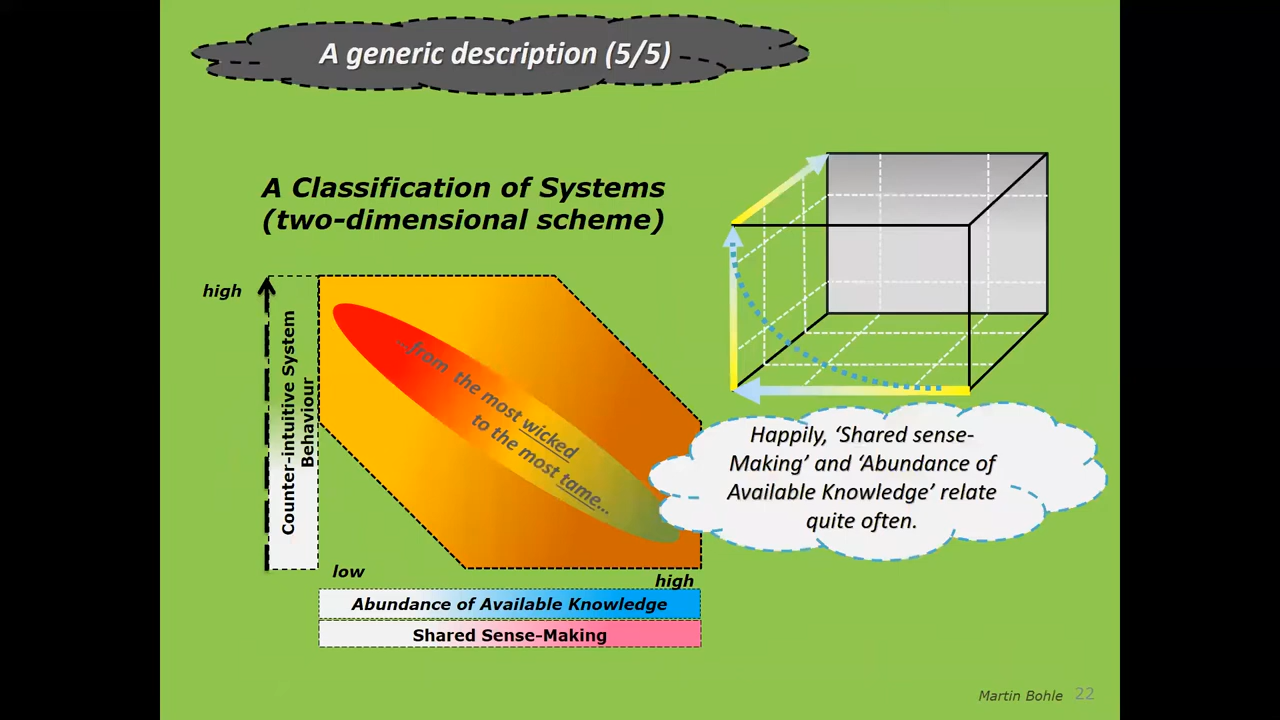 A generic description (5/5)
A Classification of Systems
(two-dimensional scheme)
high
Counter-intuitive System
Behaviour
...from the most wicked
to the most tame...
low
high
Abundance of Available Knowledge
Shared Sense-Making
Happily, ‘Shared sense-
Making’ and ‘Abundance of
Available Knowledge’ relate
quite often.
Martin Bohle 22